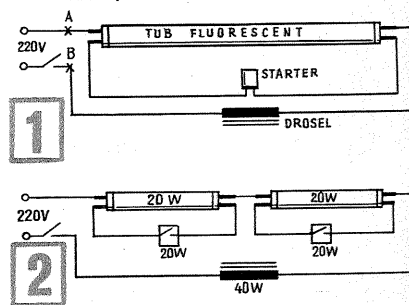 A
TUB FLUORESCENT
220V
B
STARTER
DROSEL
1
20 W
20W
220V
20W
20W
40W
2